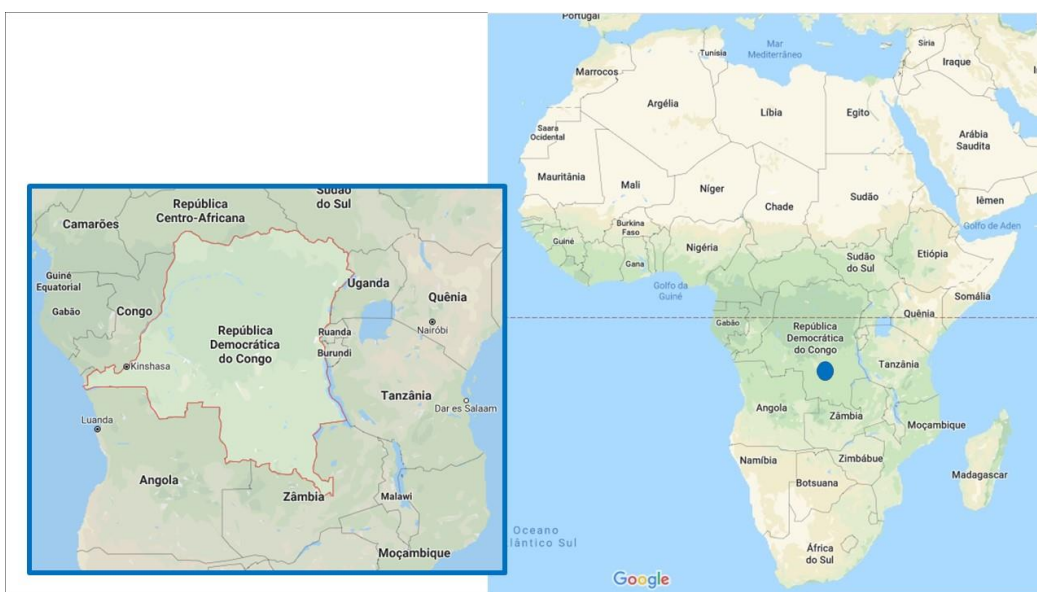 Sudão
do Sul
República
Centro-Africana
Camarões
Guiné
Equatorial
Uganda
Quênia
Gabão
Congo
Nairóbi
República
Democrática
do Congo
Ruanda
Burundi
Kinshasa
Tanzânia
Dar es Salaam
Luanda
Angola
Zâmbia
Malawi
Moçambique
Portugal
Mar
Mediterrâneo
Tunísia
Síria
Iraque
Marrocos
Argélia
Líbia
Egito
Saara
Ocidental
Arábia
Saudita
Mauritânia
Mali
Níger
Chade
Sudão
Iêmen
Golfo de Aden
Burkina
Faso
Guiné
Gana
Nigéria
Sudão
do Sul
Etiópia
Golfo da
Guiné
Somália
Gabão
República
Democrática
do Congo
Quênia
Tanzânia
Angola
Zâmbia
Moçambique
Namíbia
Zimbábue
Botsuana
Madagascar
Oceano
lântico Sul
África
do Sul
Google